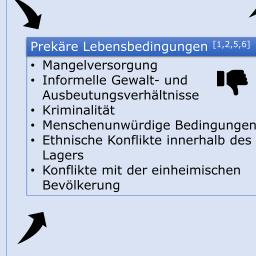 Prekäre Lebensbedingungen [1,2,5,6]
• Mangelversorgung
• Informelle Gewalt- und
Ausbeutungsverhältnisse
• Kriminalität
• Menschenunwürdige Bedingungen
• Ethnische Konflikte innerhalb des
Lagers
• Konflikte mit der einheimischen
Bevölkerung